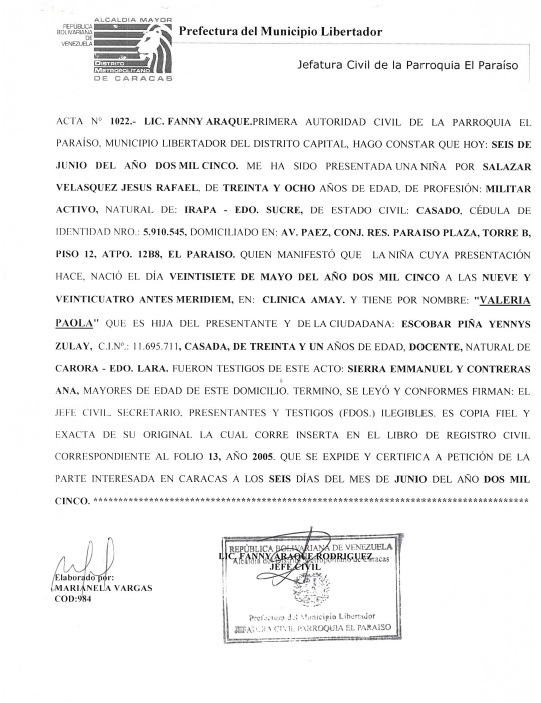 ALCALDIA MAYOR
REPÚBLICA
BOLIVARIANA
DE
VENEZUELA
DISTRITO
METROPOLITANO
DE CARACAS
Prefectura del Municipio Libertador
Jefatura Civil de la Parroquia El Paraíso
ACTA N° 1022.- LIC. FANNY ARAQUE.PRIMERA AUTORIDAD CIVIL DE LA PARROQUIA EL
PARAÍSO, MUNICIPIO LIBERTADOR DEL DISTRITO CAPITAL, HAGO CONSTAR QUE HOY: SEIS DE
JUNIO DEL AÑO DOS MIL CINCO. ME HA SIDO PRESENTADA UNA NIÑA POR SALAZAR
VELASQUEZ JESUS RAFAEL, DE TREINTA Y OCHO AÑOS DE EDAD, DE PROFESIÓN: MILITAR
ACTIVO, NATURAL DE: IRAPA - EDO. SUCRE, DE ESTADO CIVIL: CASADO, CÉDULA DE
IDENTIDAD NRO.: 5.910.545, DOMICILIADO EN: AV. PAEZ, CONJ. RES. PARAISO PLAZA, TORRE B,
PISO 12, ATPO. 12B8, EL PARAISO. QUIEN MANIFESTÓ QUE LA NIÑA CUYA PRESENTACIÓN
HACE, NACIÓ EL DÍA VEINTISIETE DE MAYO DEL AÑO DOS MIL CINCO A LAS NUEVE Y
VEINTICUATRO ANTES MERIDIEM, EN: CLINICA AMAY. Y TIENE POR NOMBRE: "VALERIA
PAOLA" QUE ES HIJA DEL PRESENTANTE Y DE LA CIUDADANA: ESCOBAR PIÑA YENNYS
ZULAY, C.I.N°.: 11.695.711, CASADA, DE TREINTA Y UN AÑOS DE EDAD, DOCENTE, NATURAL DE
CARORA - EDO. LARA. FUERON TESTIGOS DE ESTE ACTO: SIERRA EMMANUEL Y CONTRERAS
ANA, MAYORES DE EDAD DE ESTE DOMICILIO. TERMINO, SE LEYÓ Y CONFORMES FIRMAN: EL
JEFE CIVIL, SECRETARIO, PRESENTANTES Y TESTIGOS (FDOS.) ILEGIBLES. ES COPIA FIEL Y
EXACTA DE SU ORIGINAL LA CUAL CORRE INSERTA EN EL LIBRO DE REGISTRO CIVIL
CORRESPONDIENTE AL FOLIO 13, AÑO 2005. QUE SE EXPIDE Y CERTIFICA A PETICIÓN DE LA
PARTE INTERESADA EN CARACAS A LOS SEIS DÍAS DEL MES DE JUNIO DEL AÑO DOS MIL
CINCO. ****************************************************************************************
Elaborado por:
MARIANELA VARGAS
COD:984
REPÚBLICA BOLIVARIANA DE VENEZUELA
LIC. FANNY ARAQUE RODRIGUEZ
Alcaldía del Distrito Metropolitano de Caracas
JEFE CIVIL
Prefectura del Municipio Libertador
JEFATURA CIVIL PARROQUIA EL PARAISO